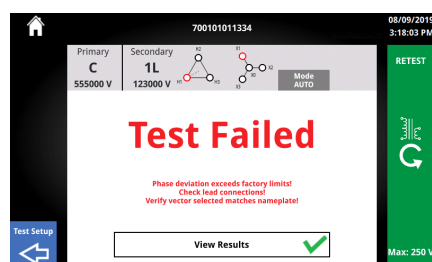 700101011334
08/09/2019
3:18:03 PM
Primary
C
555000 V
Secondary
1L
123000 V
H2
H1
H3
X1
X2
X0
X3
Mode
AUTO
RETEST
Test Failed
Phase deviation exceeds factory limits!
Check lead connections!
Verify vector selected matches nameplate!
Test Setup
View Results
Max: 250 V